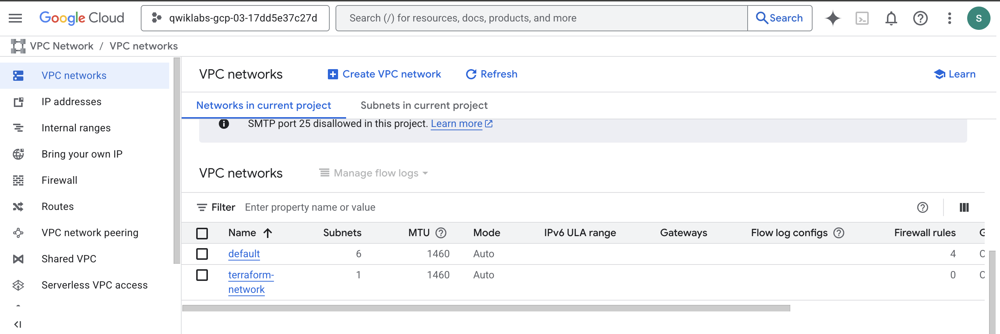 Google Cloud
qwiklabs-gcp-03-17dd5e37c27d
Search (/) for resources, docs, products, and more
Search
S
VPC Network / VPC networks
VPC networks
IP addresses
Internal ranges
Bring your own IP
Firewall
Routes
VPC network peering
Shared VPC
Serverless VPC access
VPC networks
Create VPC network
Refresh
Learn
Networks in current project
Subnets in current project
SMTP port 25 disallowed in this project. Learn more
VPC networks
Manage flow logs
Filter Enter property name or value
Name Subnets MTU Mode IPv6 ULA range Gateways Flow log configs Firewall rules
default 6 1460 Auto 4
terraform- 1 1460 Auto 0
network